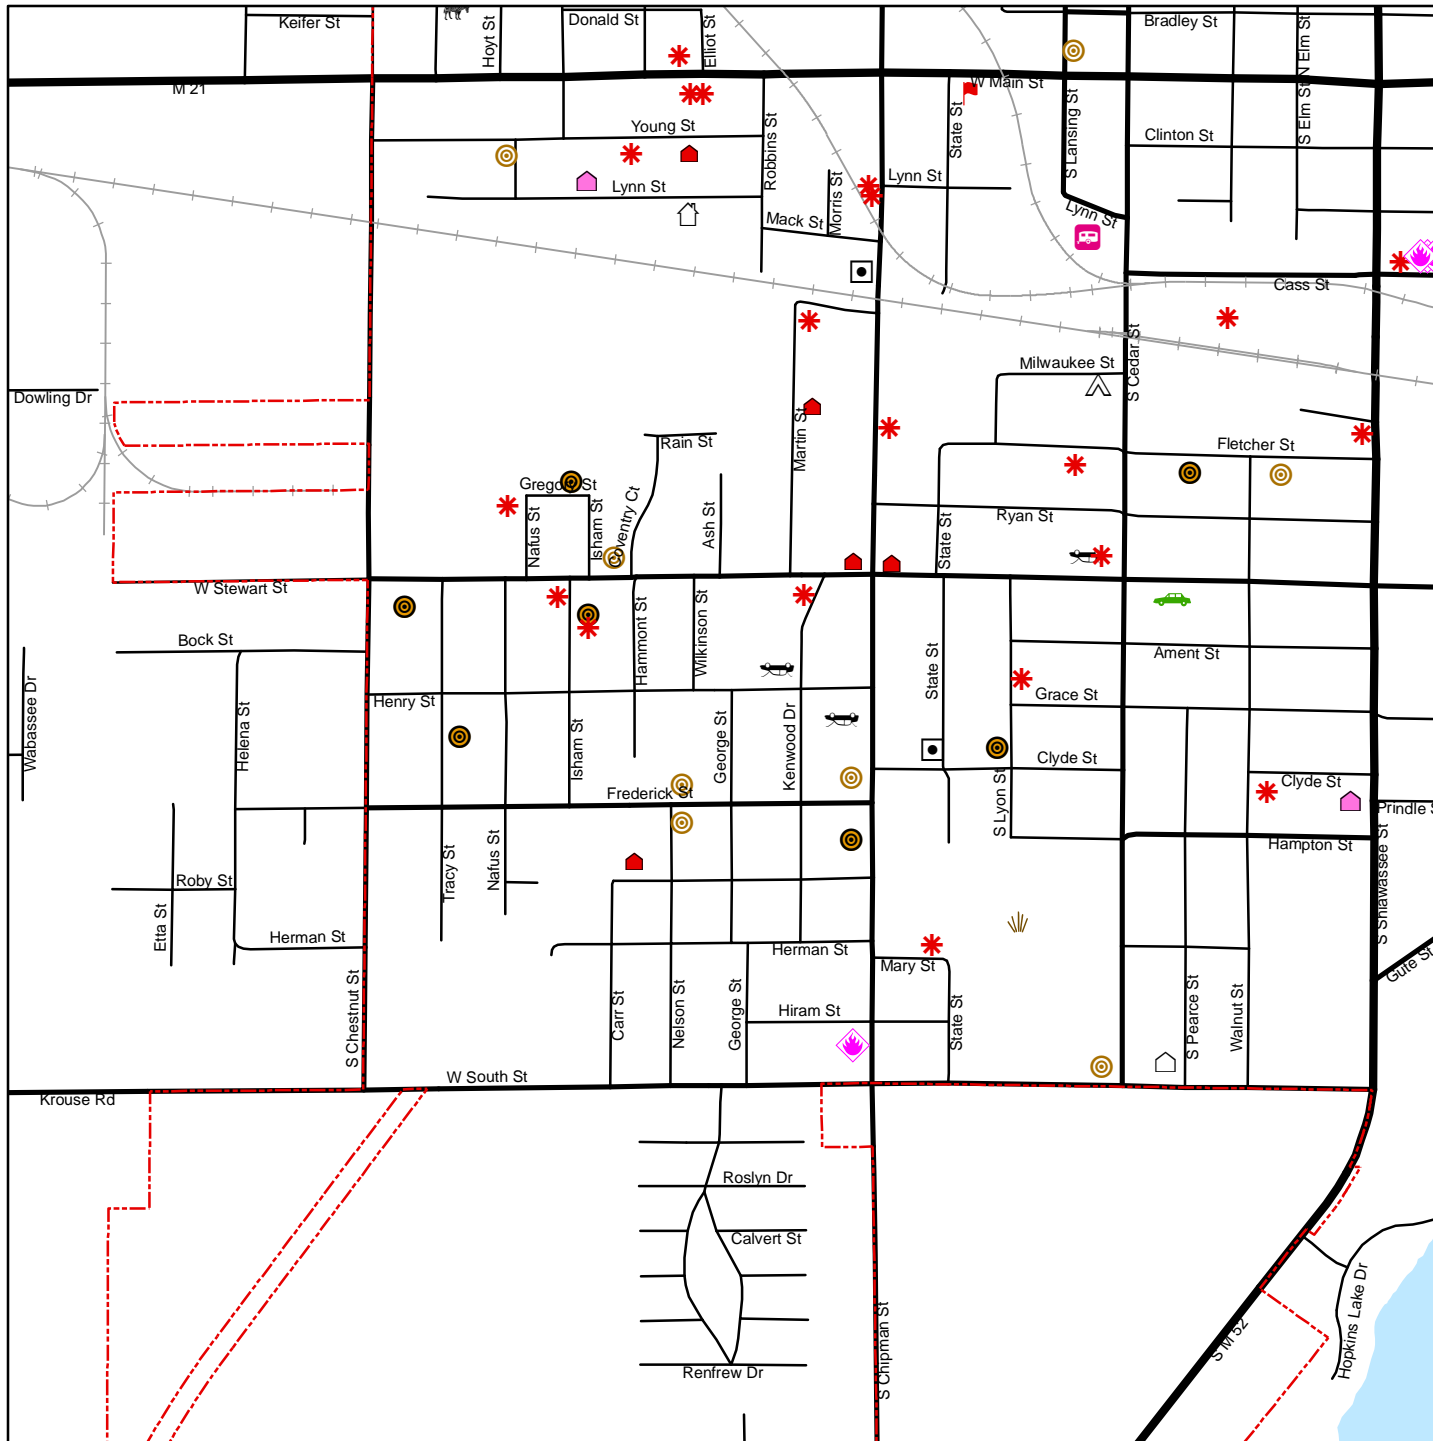 Keifer St
Hoyt St
Donald St
Elliot St
Bradley St
N Elm St
M 21
W Main St
S Elm St
S Lansing St
State St
Young St
Robbins St
Clinton St
Lynn St
Lynn St
Morris St
Mack St
Lynn St
Cass St
S Cedar St
Milwaukee St
Dowling Dr
Martin St
Rain St
Fletcher St
Gregory St
Nafus St
Isham St
Coventry Ct
Ash St
State St
Ryan St
W Stewart St
Bock St
Hammont St
Wilkinson St
State St
Ament St
Wabassee Dr
Helena St
Henry St
Isham St
George St
Kenwood Dr
Grace St
Clyde St
S Lyon St
Clyde St
Frederick St
Prindle S
Hampton St
S Shiawassee St
Tracy St
Nafus St
Roby St
Etta St
Herman St
Herman St
Mary St
Gute St
S Chestnut St
Carr St
Nelson St
George St
Hiram St
State St
S Pearce St
Walnut St
W South St
Krouse Rd
Roslyn Dr
Calvert St
Renfrew Dr
S Chipman St
S M 52
Hopkins Lake Dr